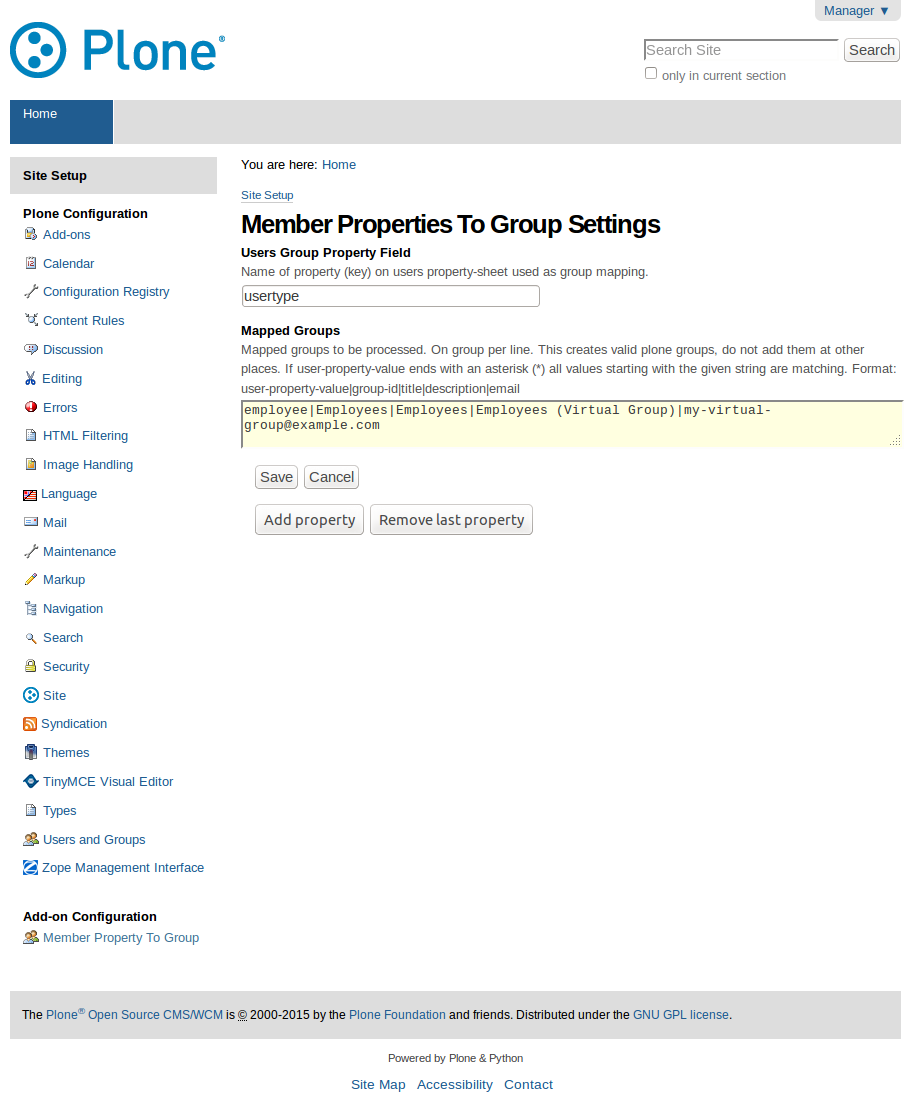 Manager ▼
Plone®
Search Site
Search
only in current section
Home
Site Setup
Plone Configuration
Add-ons
Calendar
Configuration Registry
Content Rules
Discussion
Editing
Errors
HTML Filtering
Image Handling
Language
Mail
Maintenance
Markup
Navigation
Search
Security
Site
Syndication
Themes
TinyMCE Visual Editor
Types
Users and Groups
Zope Management Interface
Add-on Configuration
Member Property To Group
You are here: Home
Site Setup
Member Properties To Group Settings
Users Group Property Field
Name of property (key) on users property-sheet used as group mapping.
usertype
Mapped Groups
Mapped groups to be processed. On group per line. This creates valid plone groups, do not add them at other
places. If user-property-value ends with an asterisk (*) all values starting with the given string are matching. Format:
user-property-value|group-id|title|description|email
employee|Employees|Employees|Employees (Virtual Group)|my-virtual-
group@example.com
Save Cancel
Add property Remove last property
The Plone® Open Source CMS/WCM is © 2000-2015 by the Plone Foundation and friends. Distributed under the GNU GPL license.
Powered by Plone & Python
Site Map Accessibility Contact